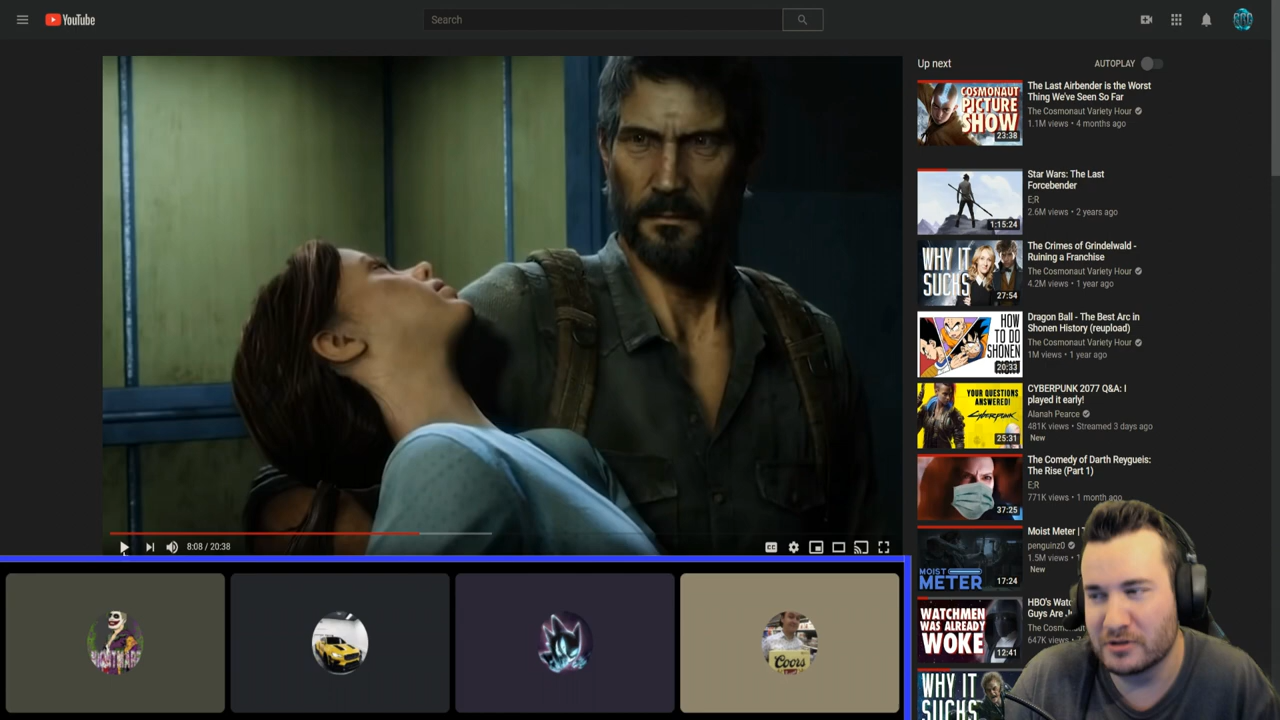 YouTube
Search
Up next
AUTOPLAY
COSMONAUT
PICTURE
SHOW
23:38
The Last Airbender is the Worst
Thing We've Seen So Far
The Cosmonaut Variety Hour
1.1M views • 4 months ago
1:15:24
Star Wars: The Last
Forcebender
E;R
2.6M views • 2 years ago
WHY IT
SUCKS
27:54
The Crimes of Grindelwald -
Ruining a Franchise
The Cosmonaut Variety Hour
4.2M views • 1 year ago
HOW
TO DO
SHONEN
RIGHT
20:33
Dragon Ball - The Best Arc in
Shonen History (reupload)
The Cosmonaut Variety Hour
1M views • 1 year ago
YOUR QUESTIONS
ANSWERED!
CYBERPUNK
25:31
CYBERPUNK 2077 Q&A: I
played it early!
Alanah Pearce
481K views • Streamed 3 days ago
New
37:25
The Comedy of Darth Reygueis:
The Rise (Part 1)
E;R
771K views • 1 month ago
MOIST
METER
17:24
Moist Meter |
penguinz0
1.5M views
New
WATCHMEN
WAS ALREADY
WOKE
12:41
HBO's
Guys Are
The Cosmo
647K views
WHY IT
SUCKS
8:08 / 20:38
CC
NIGHTMARE
Coors